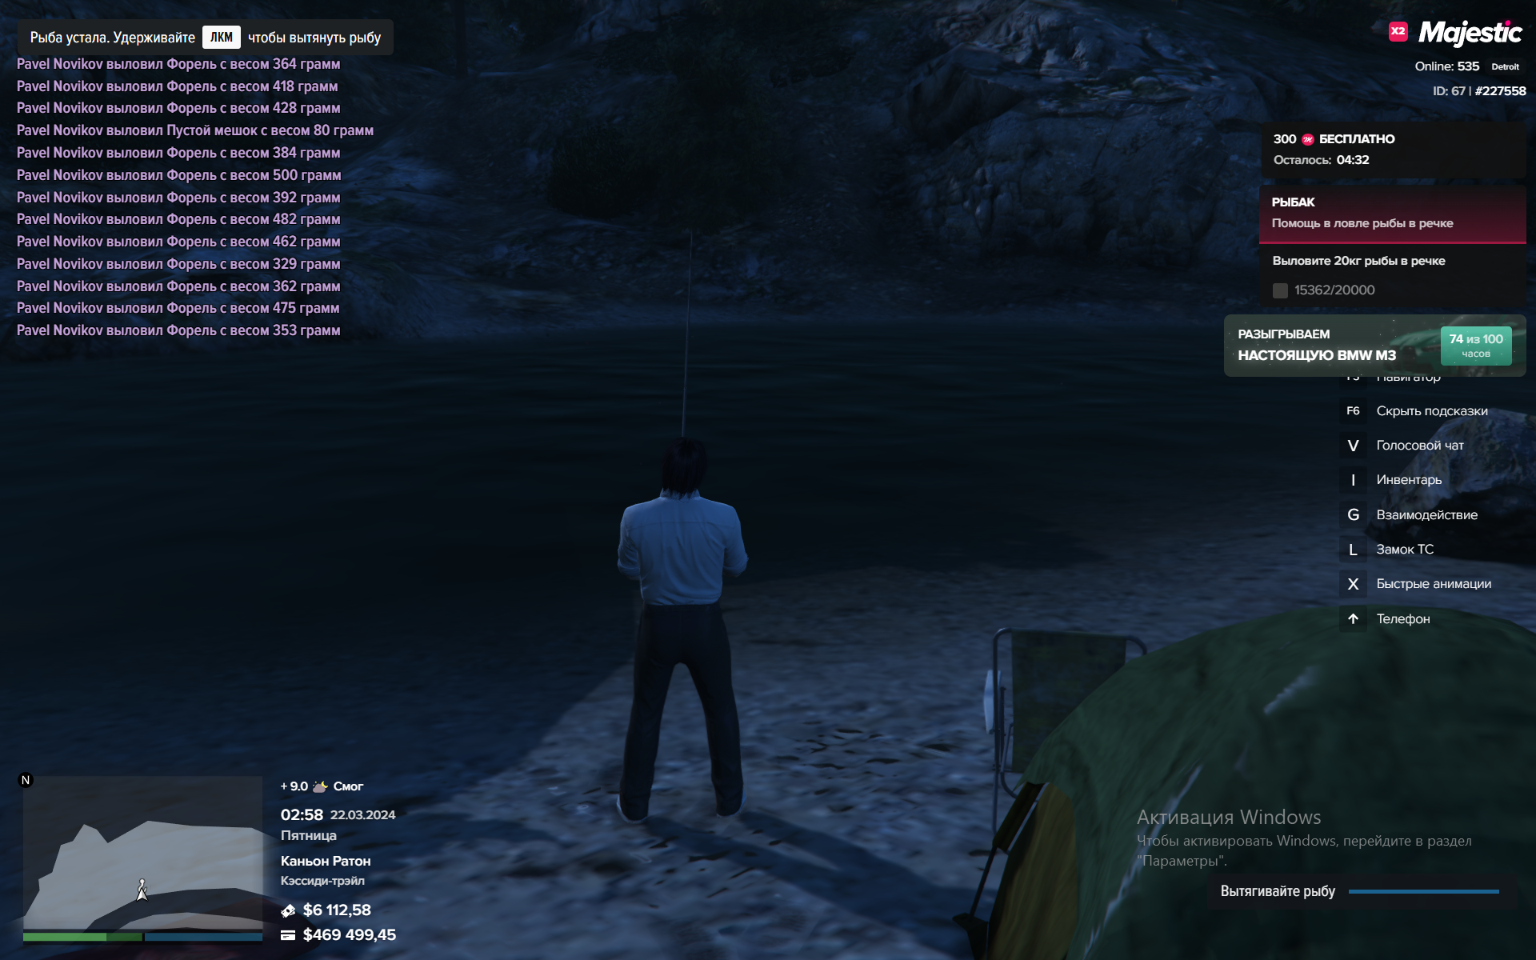 Рыба устала. Удерживайте ЛКМ чтобы вытянуть рыбу
Pavel Novikov выловил Форель с весом 364 грамм
Pavel Novikov выловил Форель с весом 418 грамм
Pavel Novikov выловил Форель с весом 428 грамм
Pavel Novikov выловил Пустой мешок с весом 80 грамм
Pavel Novikov выловил Форель с весом 384 грамм
Pavel Novikov выловил Форель с весом 500 грамм
Pavel Novikov выловил Форель с весом 392 грамм
Pavel Novikov выловил Форель с весом 482 грамм
Pavel Novikov выловил Форель с весом 462 грамм
Pavel Novikov выловил Форель с весом 329 грамм
Pavel Novikov выловил Форель с весом 362 грамм
Pavel Novikov выловил Форель с весом 475 грамм
Pavel Novikov выловил Форель с весом 353 грамм
X2 Majestic
Online: 535 Detroit
ID: 67 | #227558
300 БЕСПЛАТНО
Осталось: 04:32
РЫБАК
Помощь в ловле рыбы в речке
Выловите 20кг рыбы в речке
15362/20000
РАЗЫГРЫВАЕМ
НАСТОЯЩУЮ BMW M3
74 из 100
часов
Навигатор
F6 Скрыть подсказки
V Голосовой чат
I Инвентарь
G Взаимодействие
L Замок ТС
X Быстрые анимации
↑ Телефон
N
+ 9.0 Смог
02:58 22.03.2024
Пятница
Каньон Ратон
Кэссиди-трэйл
$6 112,58
$469 499,45
Активация Windows
Чтобы активировать Windows, перейдите в раздел
"Параметры".
Вытягивайте рыбу